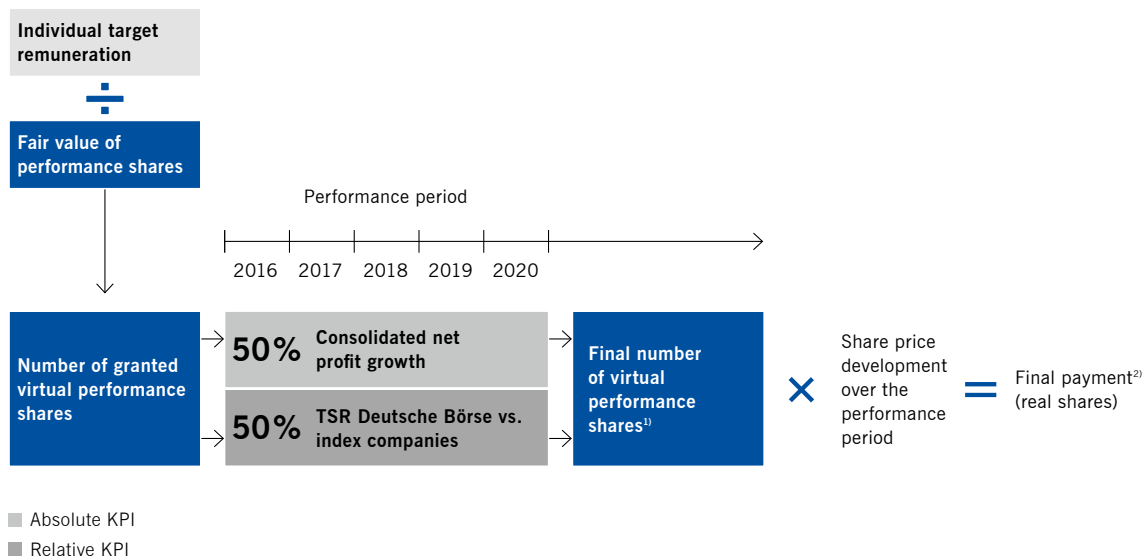 Individual target
remuneration
÷
Fair value of
performance shares
Performance period
2016 2017 2018 2019 2020
Number of granted
virtual performance
shares
50% Consolidated net
profit growth
50% TSR Deutsche Börse vs.
index companies
Final number
of virtual
performance
shares¹⁾
×
Share price
development
over the
performance
period
=
Final payment²⁾
(real shares)
Absolute KPI
Relative KPI